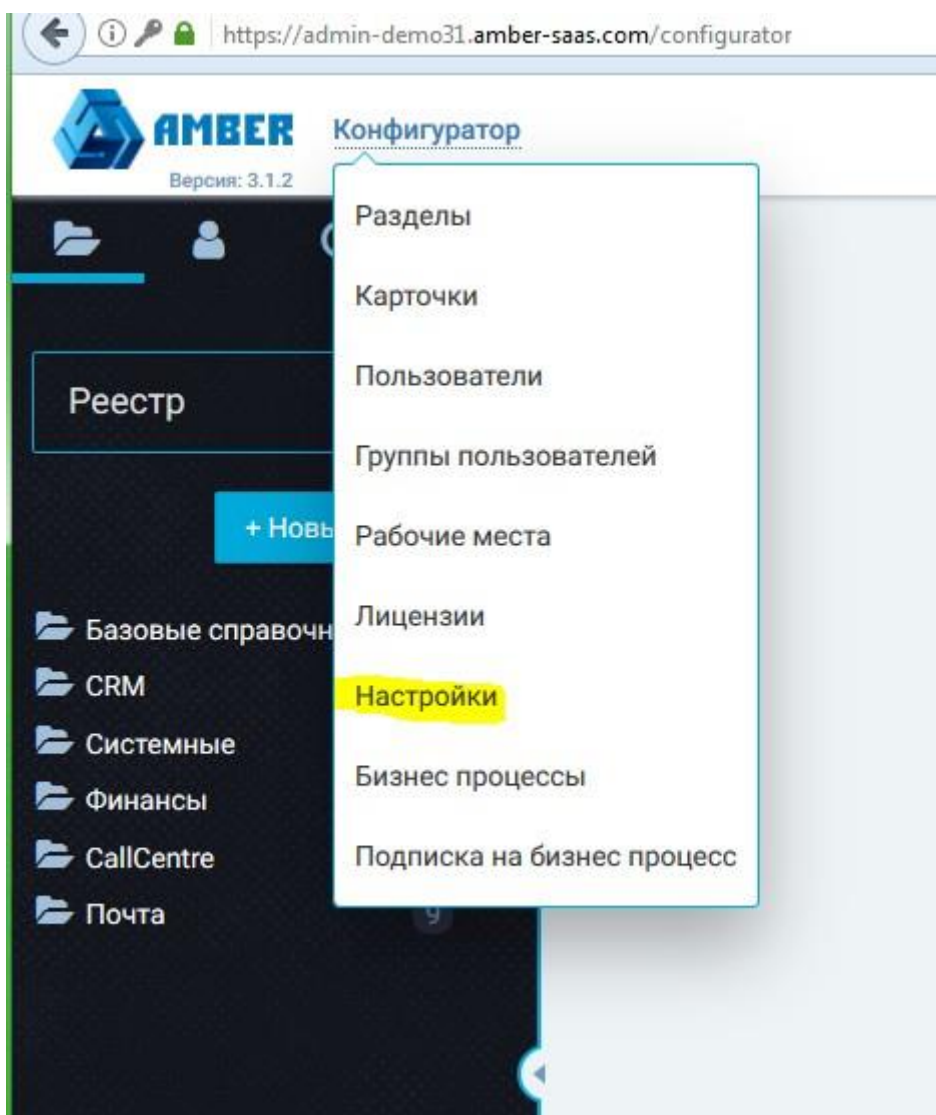 https://admin-demo31.amber-saas.com/configurator
AMBER
Конфигуратор
Версия: 3.1.2
Разделы
Карточки
Пользователи
Реестр
Группы пользователей
+ Новы
Рабочие места
Лицензии
Базовые справочн
CRM
Настройки
Системные
Бизнес процессы
Финансы
CallCentre
Подписка на бизнес процесс
Почта
9